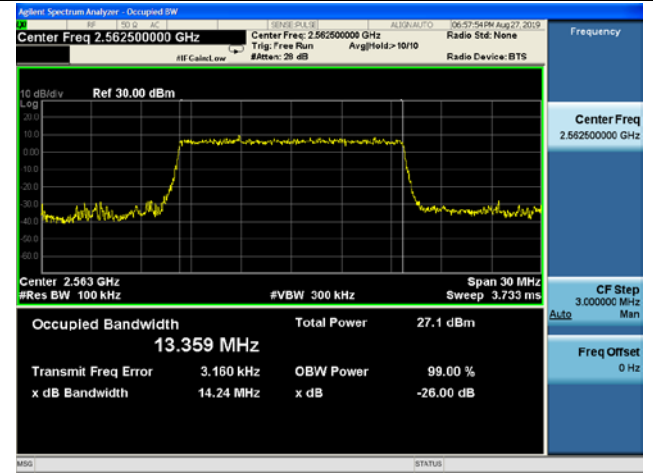 Agilent Spectrum Analyzer - Occupied BW
RF 50 Ω AC SENSE:PULSE ALIGNAUTO 06:57:54 PM Aug 27, 2019
Center Freq 2.562500000 GHz Center Freq: 2.562500000 GHz Radio Std: None Frequency
Trig: Free Run Avg|Hold:>10/10
#IFGain:Low #Atten: 28 dB Radio Device: BTS
10 dB/div Ref 30.00 dBm
Log
20.0
10.0
0.00
-10.0
-20.0
-30.0
-40.0
-50.0
-60.0
Center Freq
2.562500000 GHz
Center 2.563 GHz Span 30 MHz
#Res BW 100 kHz #VBW 300 kHz Sweep 3.733 ms
CF Step
3.000000 MHz
Auto Man
Occupied Bandwidth Total Power 27.1 dBm
13.359 MHz
Freq Offset
0 Hz
Transmit Freq Error 3.160 kHz OBW Power 99.00 %
x dB Bandwidth 14.24 MHz x dB -26.00 dB
MSG STATUS